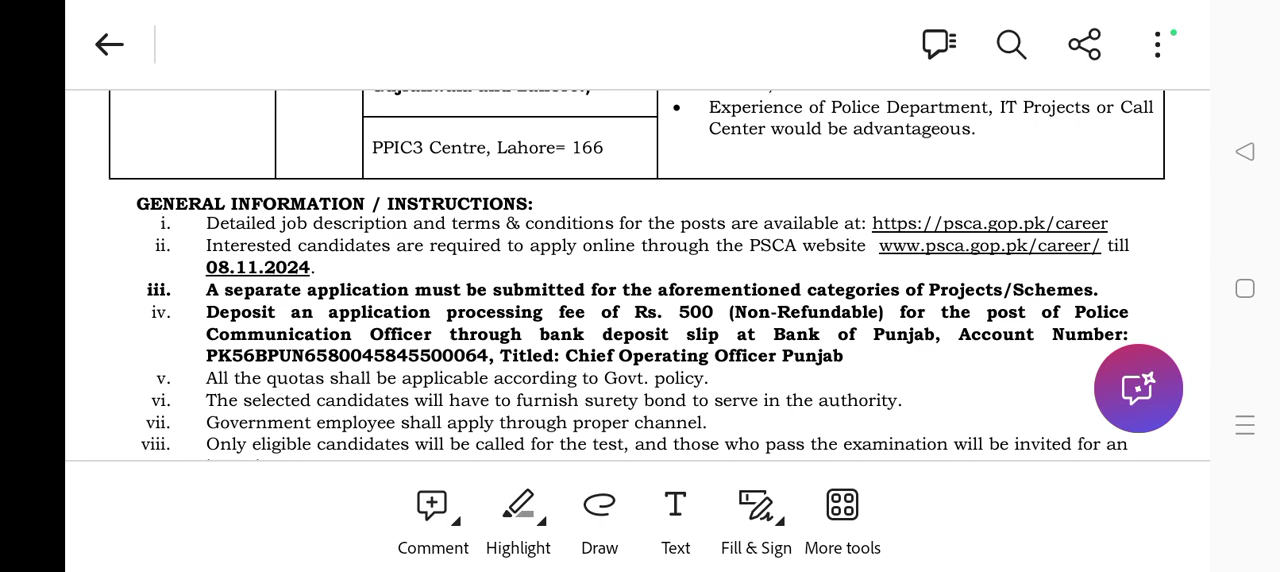 Experience of Police Department, IT Projects or Call
Center would be advantageous.
PPIC3 Centre, Lahore= 166
GENERAL INFORMATION / INSTRUCTIONS:
i. Detailed job description and terms & conditions for the posts are available at: https://psca.gop.pk/career
ii. Interested candidates are required to apply online through the PSCA website www.psca.gop.pk/career/ till
08.11.2024.
iii. A separate application must be submitted for the aforementioned categories of Projects/Schemes.
iv. Deposit an application processing fee of Rs. 500 (Non-Refundable) for the post of Police
Communication Officer through bank deposit slip at Bank of Punjab, Account Number:
PK56BPUN6580045845500064, Titled: Chief Operating Officer Punjab
v. All the quotas shall be applicable according to Govt. policy.
vi. The selected candidates will have to furnish surety bond to serve in the authority.
vii. Government employee shall apply through proper channel.
viii. Only eligible candidates will be called for the test, and those who pass the examination will be invited for an
Comment Highlight Draw Text Fill & Sign More tools